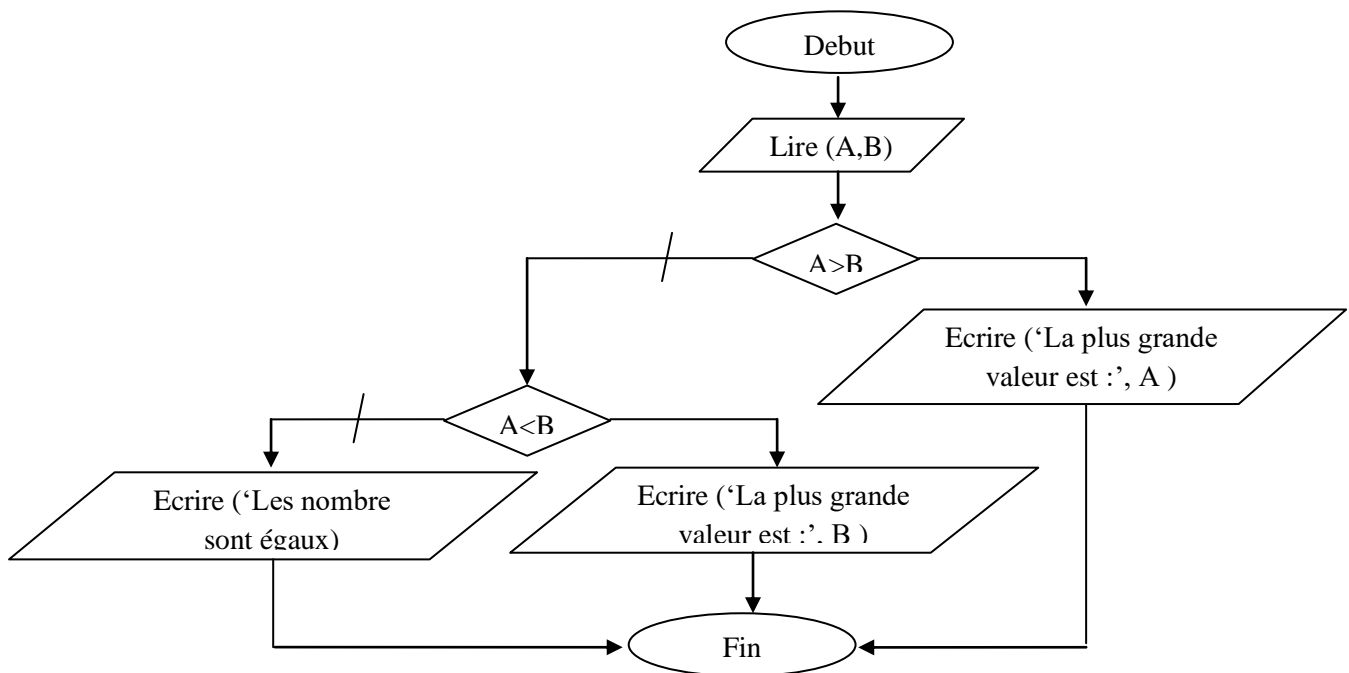 Debut
Lire (A,B)
A>B
Ecrire (‘La plus grande
valeur est :’, A )
A<B
Ecrire (‘Les nombre
sont égaux)
Ecrire (‘La plus grande
valeur est :’, B )
Fin